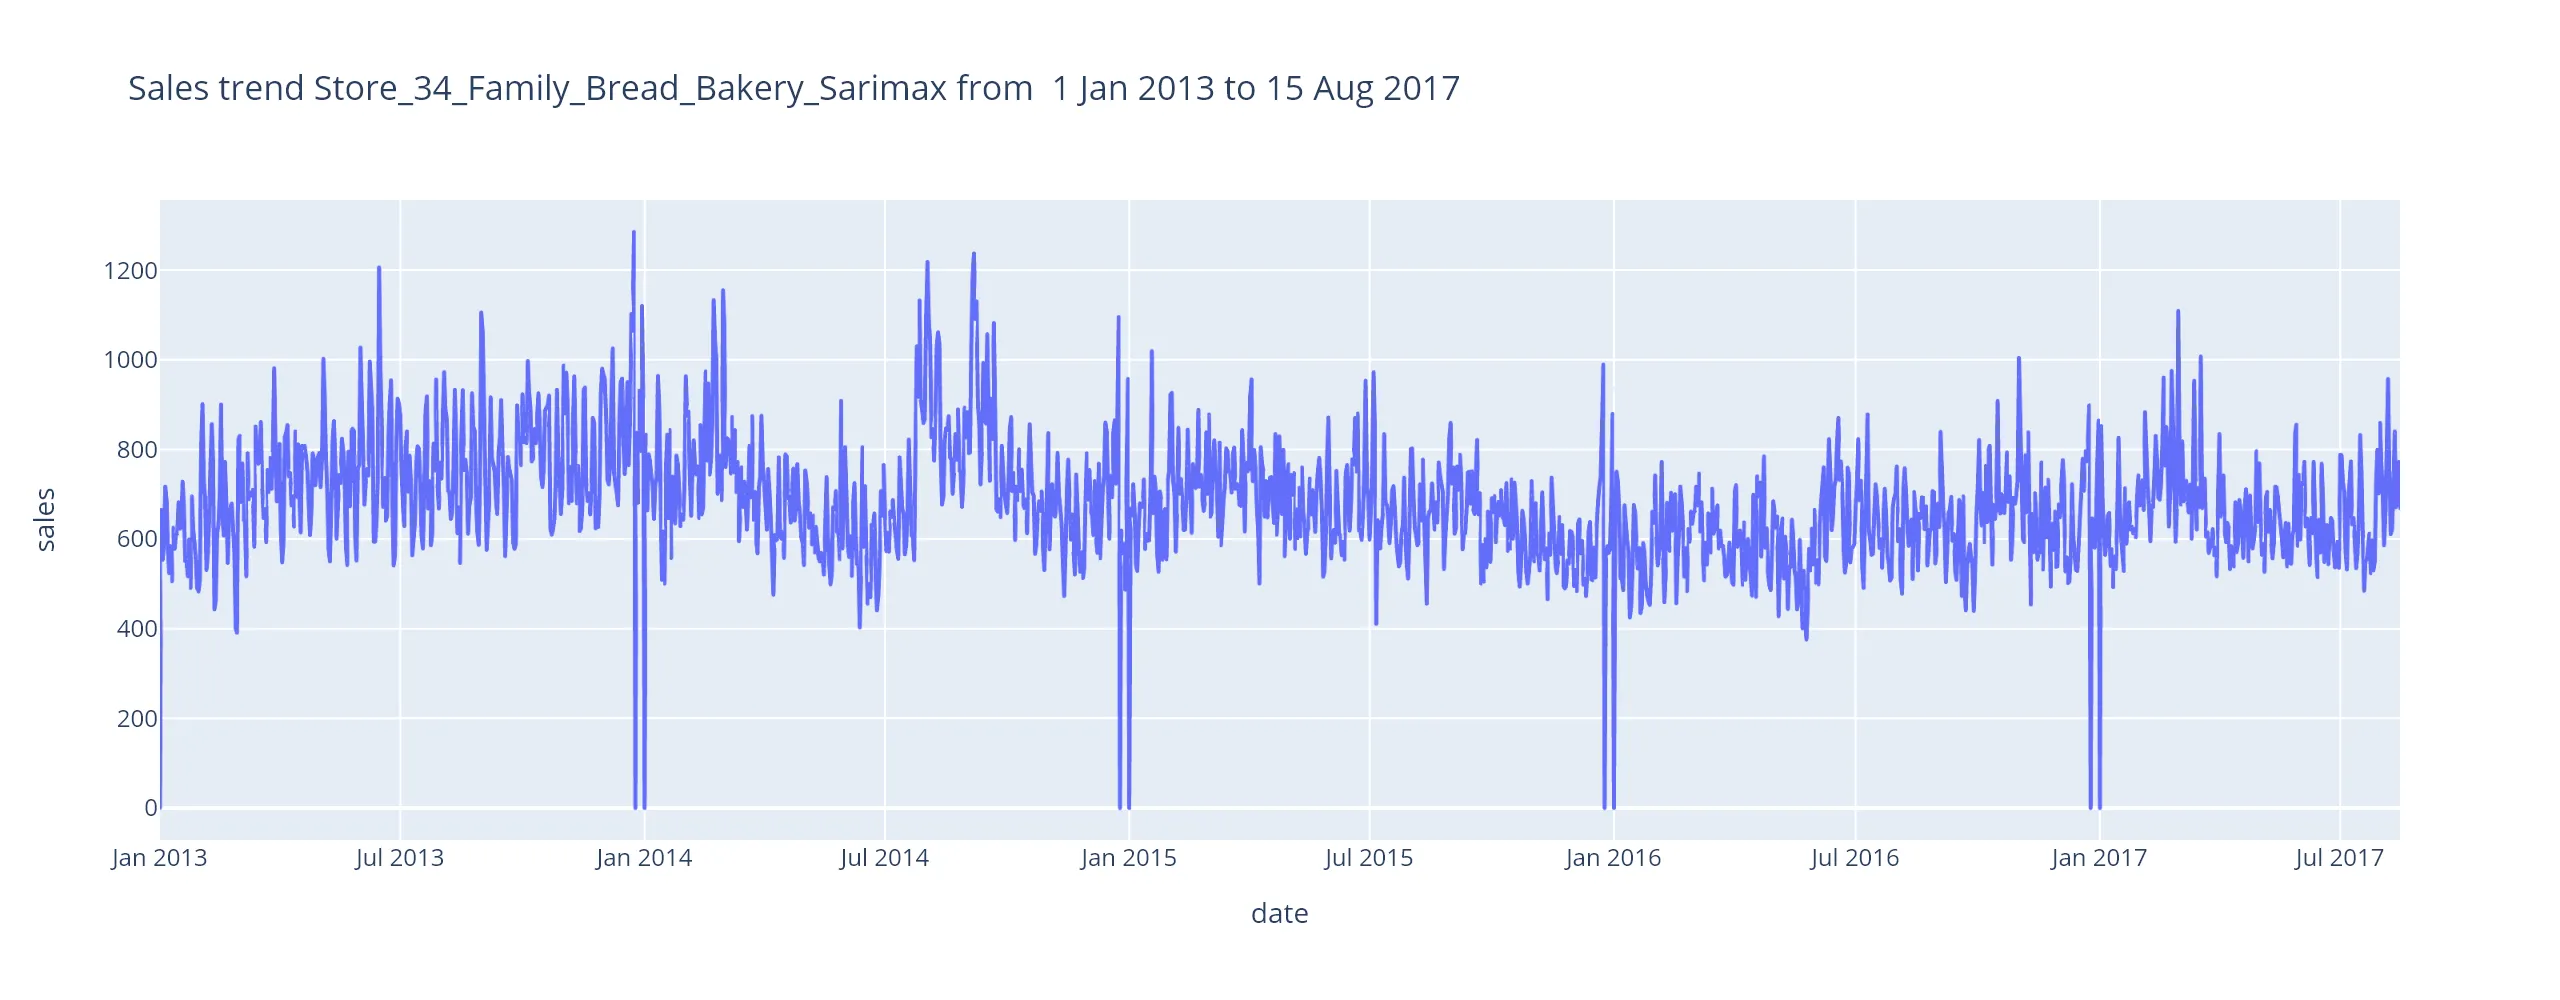 Sales trend Store_34_Family_Bread_Bakery_Sarimax from  1 Jan 2013 to 15 Aug 2017
sales
1200
1000
800
600
400
200
0
Jan 2013 Jul 2013 Jan 2014 Jul 2014 Jan 2015 Jul 2015 Jan 2016 Jul 2016 Jan 2017 Jul 2017
date